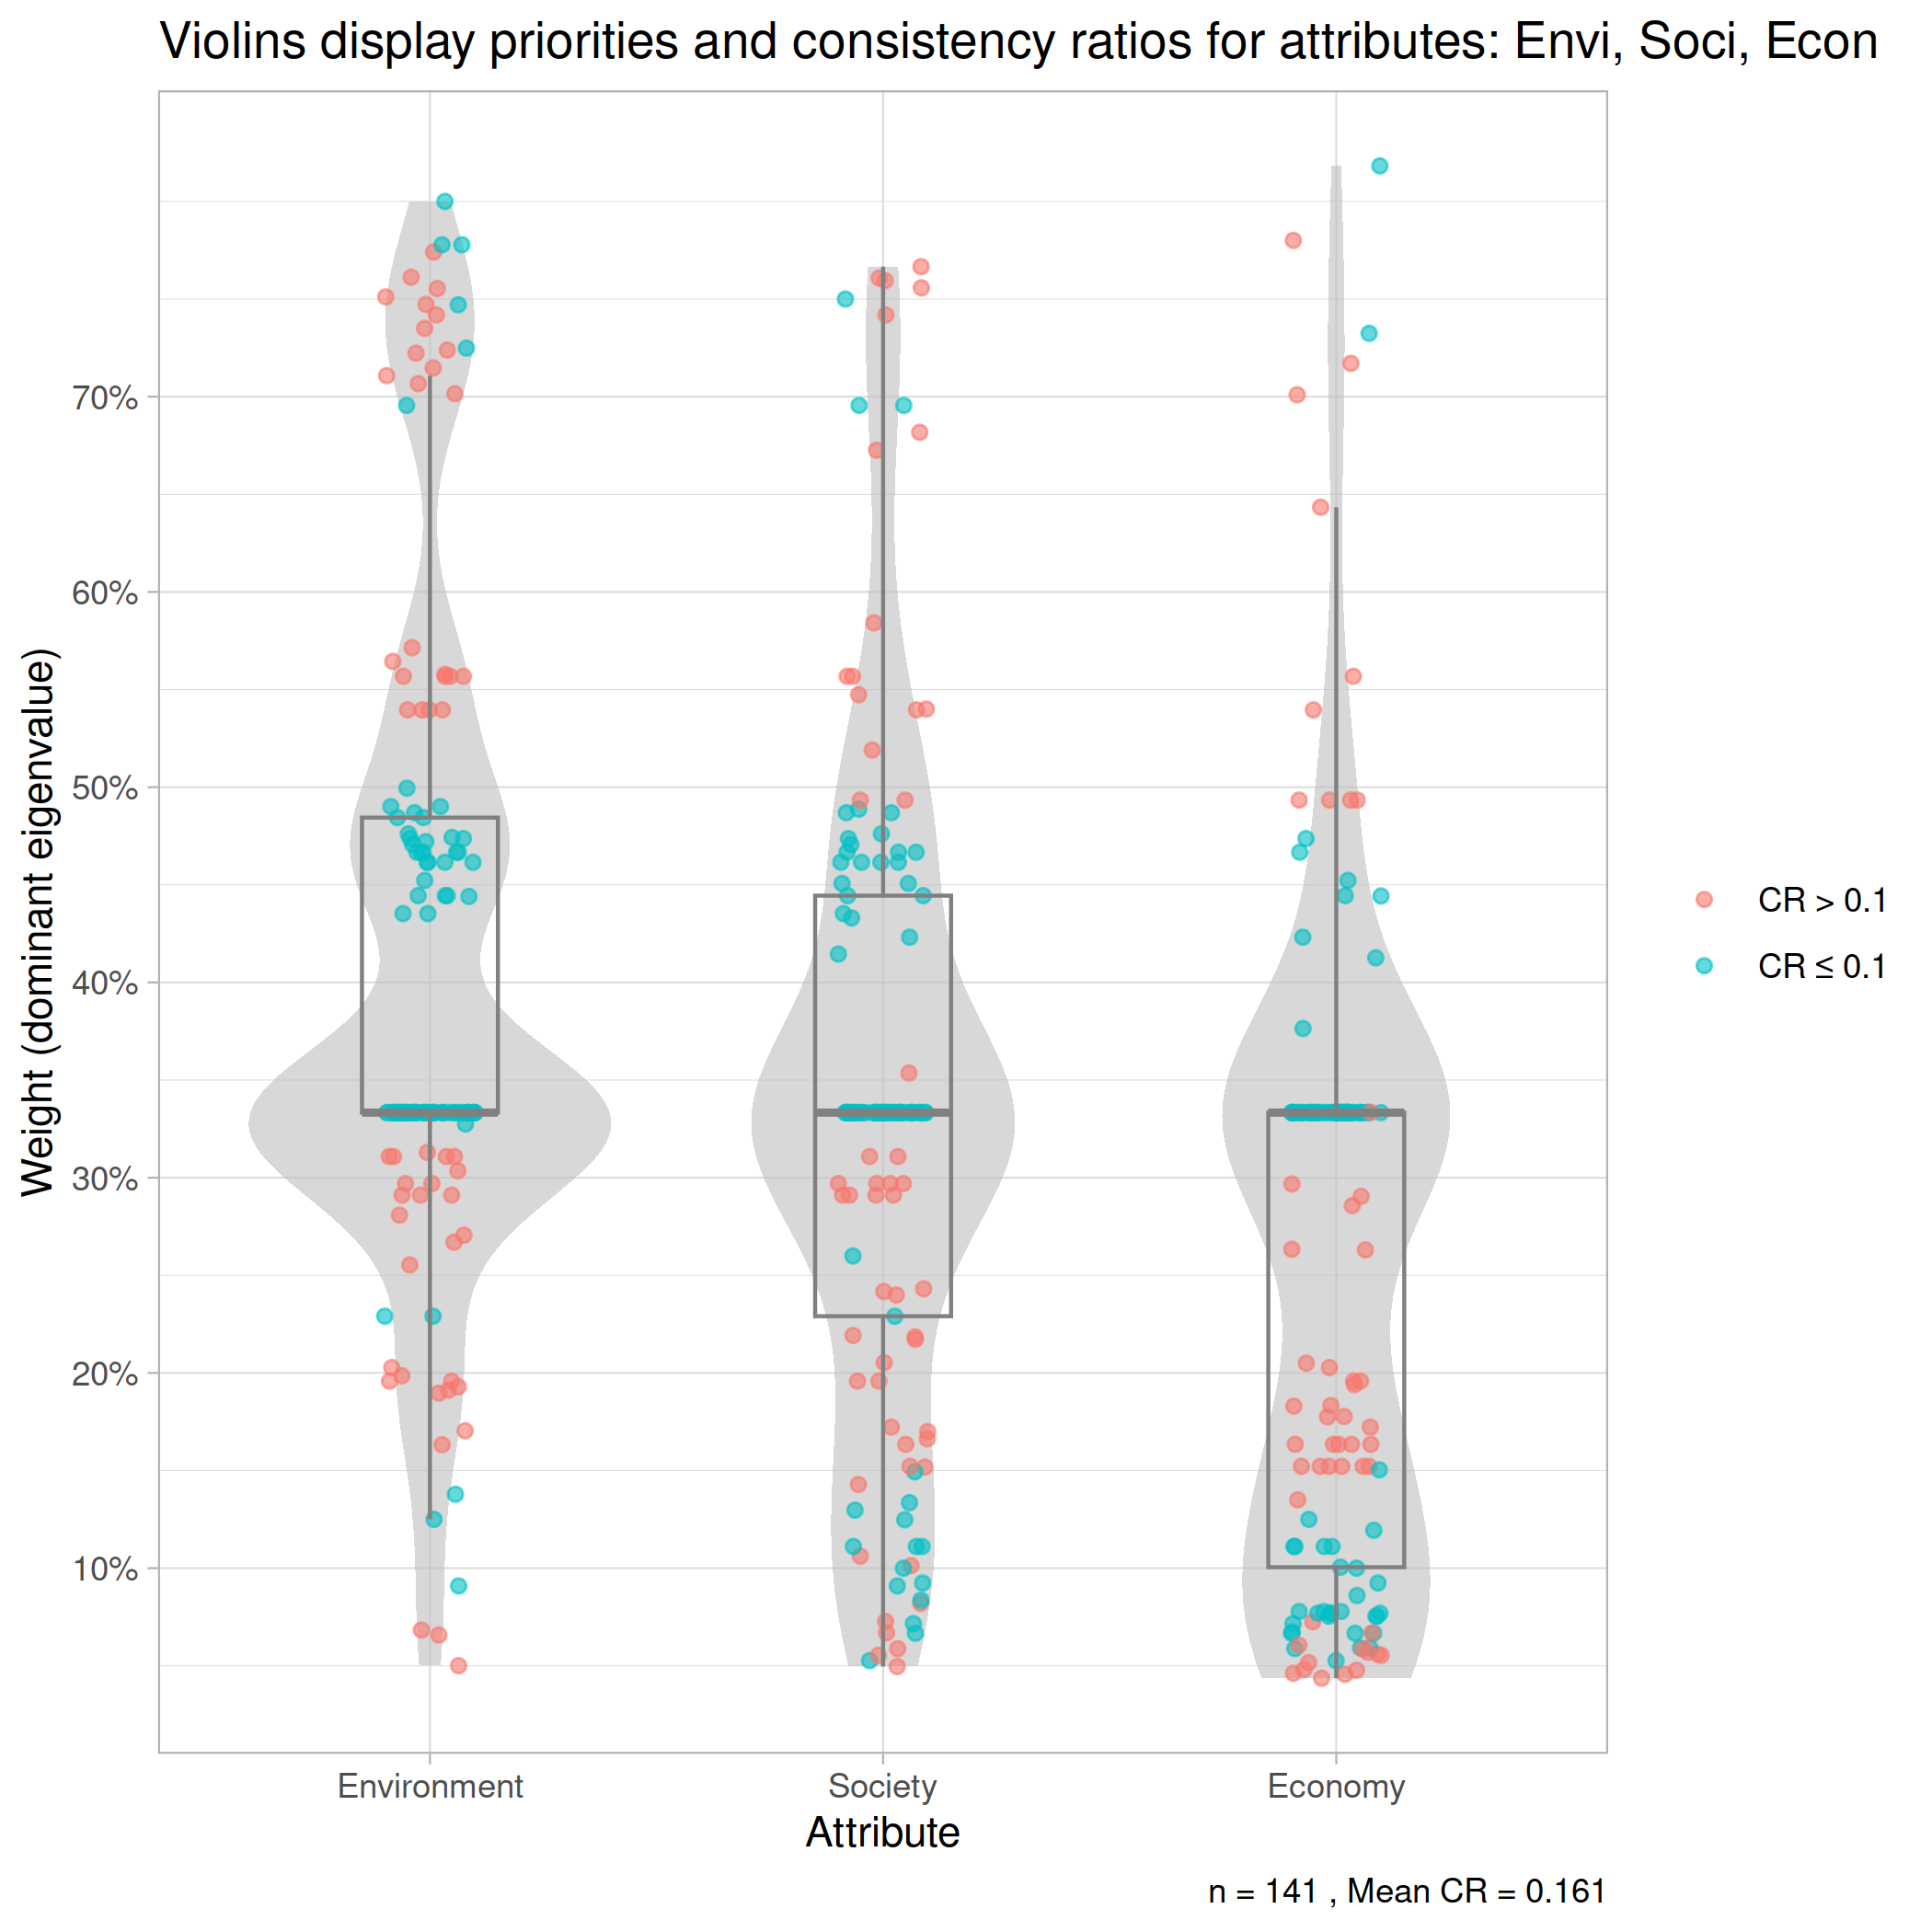 Violins display priorities and consistency ratios for attributes: Envi, Soci, Econ
Weight (dominant eigenvalue)
70%
60%
50%
40%
30%
20%
10%
CR > 0.1
CR ≤ 0.1
Environment Society Economy
Attribute
n = 141 , Mean CR = 0.161